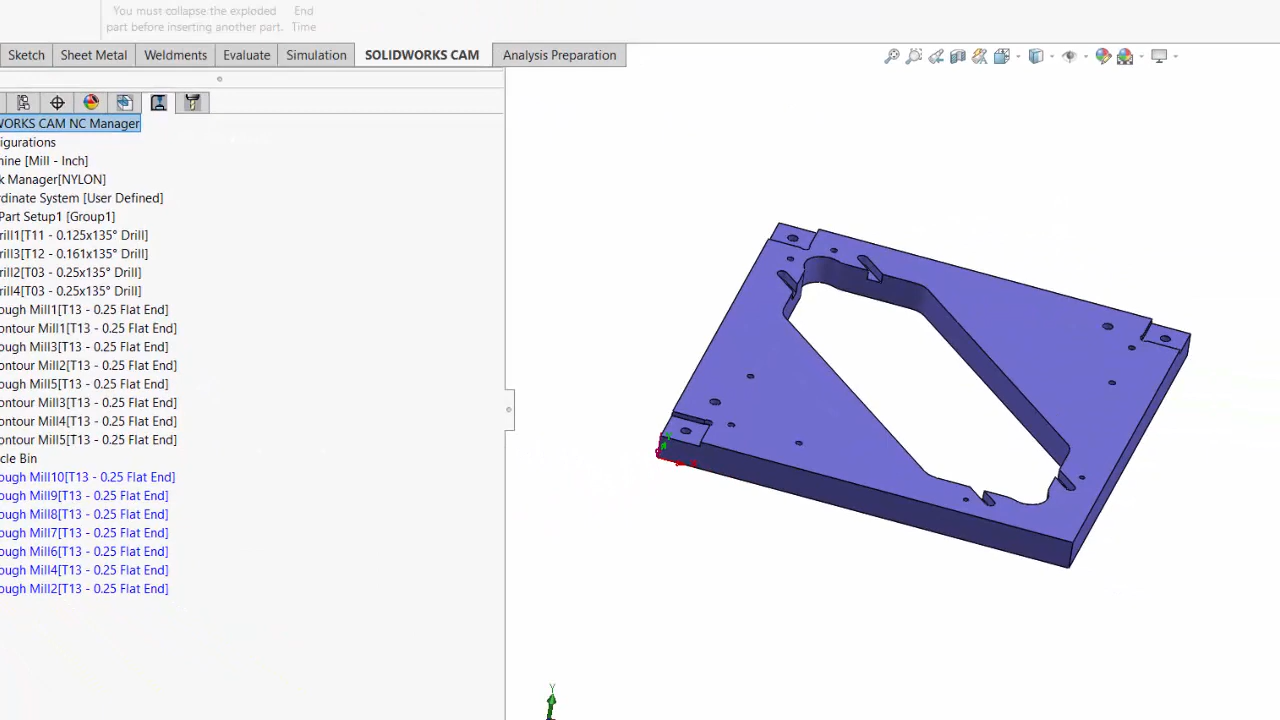 You must collapse the exploded End
part before inserting another part. Time
Sketch Sheet Metal Weldments Evaluate Simulation SOLIDWORKS CAM Analysis Preparation
WORKS CAM NC Manager
igurations
hine [Mill - Inch]
k Manager[NYLON]
rdinate System [User Defined]
Part Setup1 [Group1]
rill1[T11 - 0.125x135° Drill]
rill3[T12 - 0.161x135° Drill]
rill2[T03 - 0.25x135° Drill]
rill4[T03 - 0.25x135° Drill]
ough Mill1[T13 - 0.25 Flat End]
ontour Mill1[T13 - 0.25 Flat End]
ough Mill3[T13 - 0.25 Flat End]
ontour Mill2[T13 - 0.25 Flat End]
ough Mill5[T13 - 0.25 Flat End]
ontour Mill3[T13 - 0.25 Flat End]
ontour Mill4[T13 - 0.25 Flat End]
ontour Mill5[T13 - 0.25 Flat End]
cle Bin
ough Mill10[T13 - 0.25 Flat End]
ough Mill9[T13 - 0.25 Flat End]
ough Mill8[T13 - 0.25 Flat End]
ough Mill7[T13 - 0.25 Flat End]
ough Mill6[T13 - 0.25 Flat End]
ough Mill4[T13 - 0.25 Flat End]
ough Mill2[T13 - 0.25 Flat End]
Y